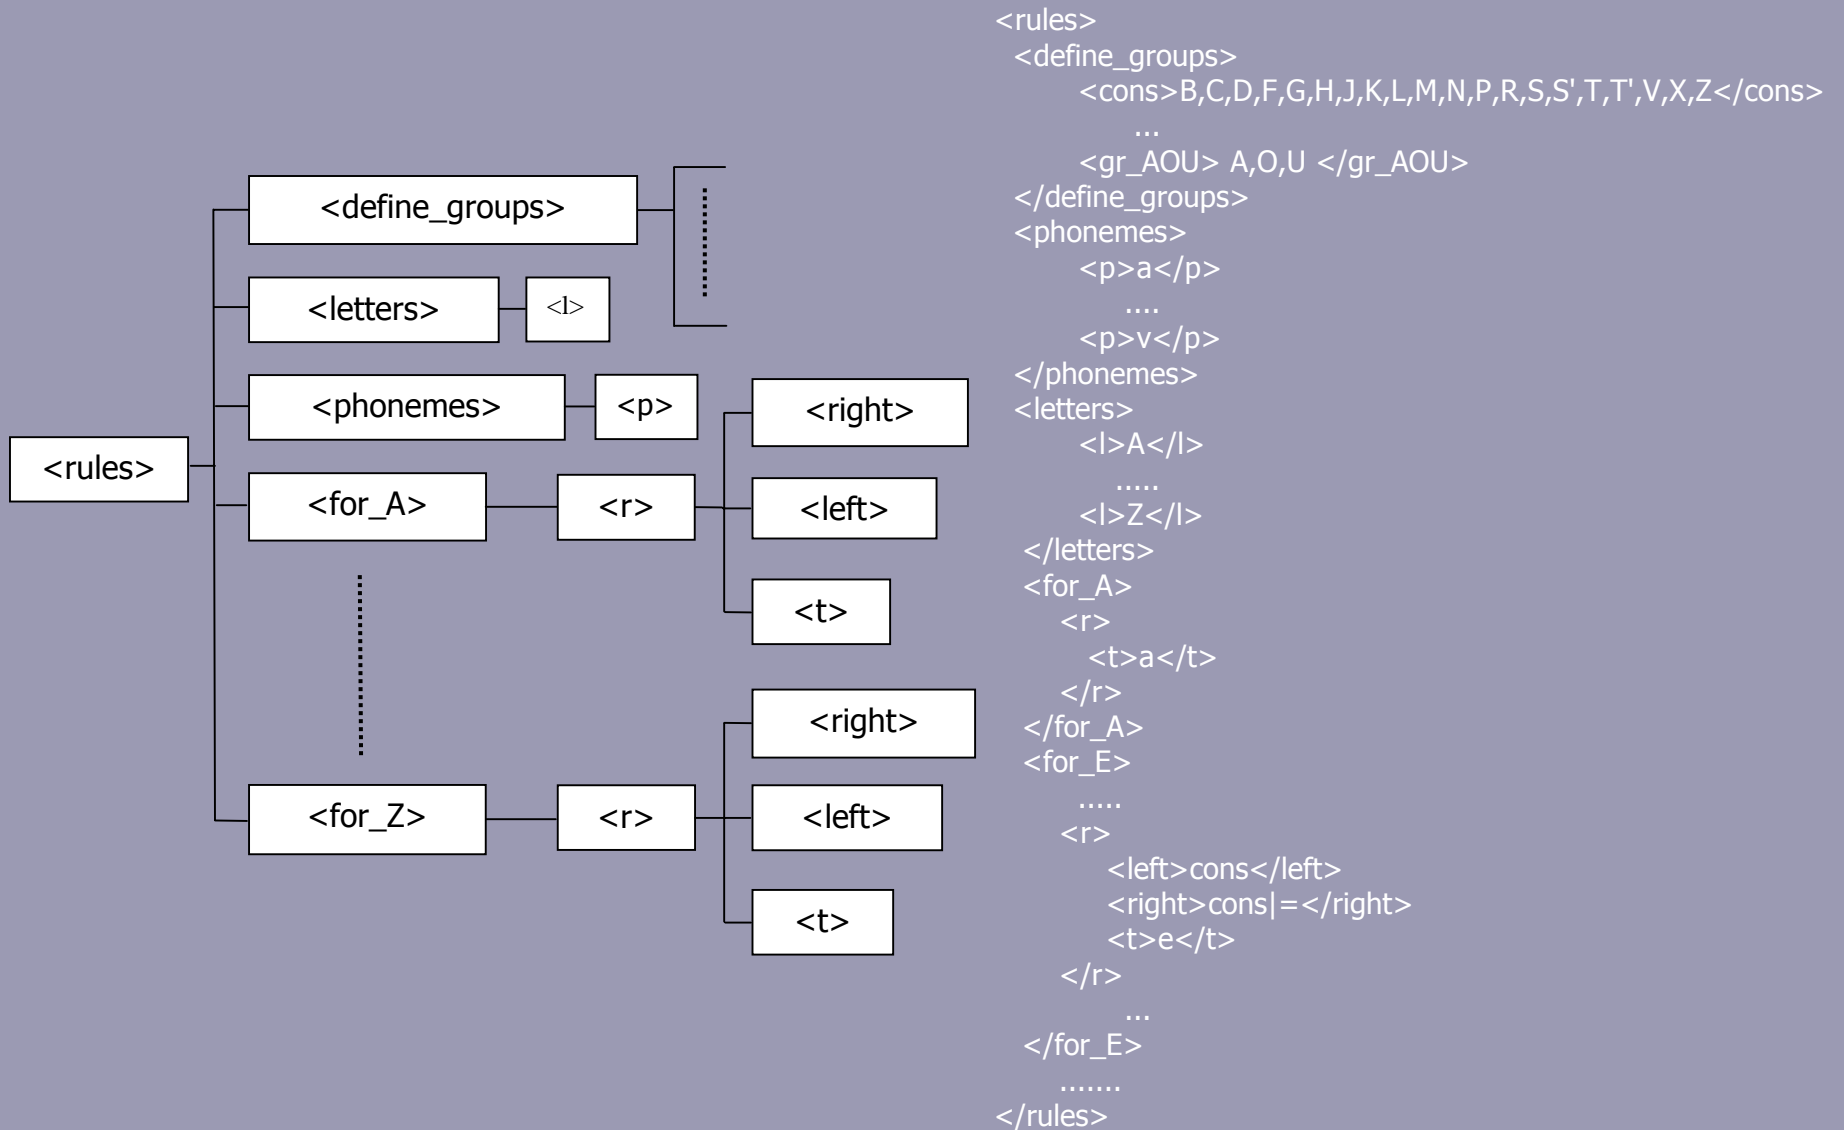 <rules>
<define_groups>
<letters>
<l>
<phonemes>
<p>
<for_A>
<r>
<right>
<left>
<t>
<for_Z>
<r>
<right>
<left>
<t>
<rules>
<define_groups>
<cons>B,C,D,F,G,H,J,K,L,M,N,P,R,S,S',T,T',V,X,Z</cons>
...
<gr_AOU> A,O,U </gr_AOU>
</define_groups>
<phonemes>
<p>a</p>
....
<p>v</p>
</phonemes>
<letters>
<l>A</l>
.....
<l>Z</l>
</letters>
<for_A>
<r>
<t>a</t>
</r>
</for_A>
<for_E>
.....
<r>
<left>cons</left>
<right>cons|=</right>
<t>e</t>
</r>
...
</for_E>
.......
</rules>